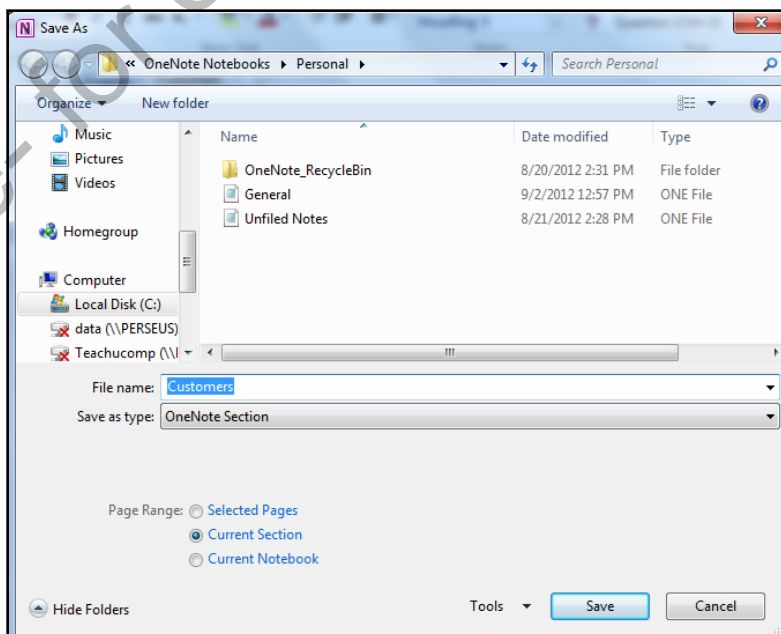 Save As
« OneNote Notebooks ▸ Personal ▸
Search Personal
Organize
New folder
Music
Pictures
Videos
Homegroup
Computer
Local Disk (C:)
data (\\PERSEUS)
Teachucomp (\\
Name Date modified Type
OneNote_RecycleBin 8/20/2012 2:31 PM File folder
General 9/2/2012 12:57 PM ONE File
Unfiled Notes 8/21/2012 2:28 PM ONE File
File name: Customers
Save as type: OneNote Section
Page Range: Selected Pages
Current Section
Current Notebook
Hide Folders
Tools
Save
Cancel